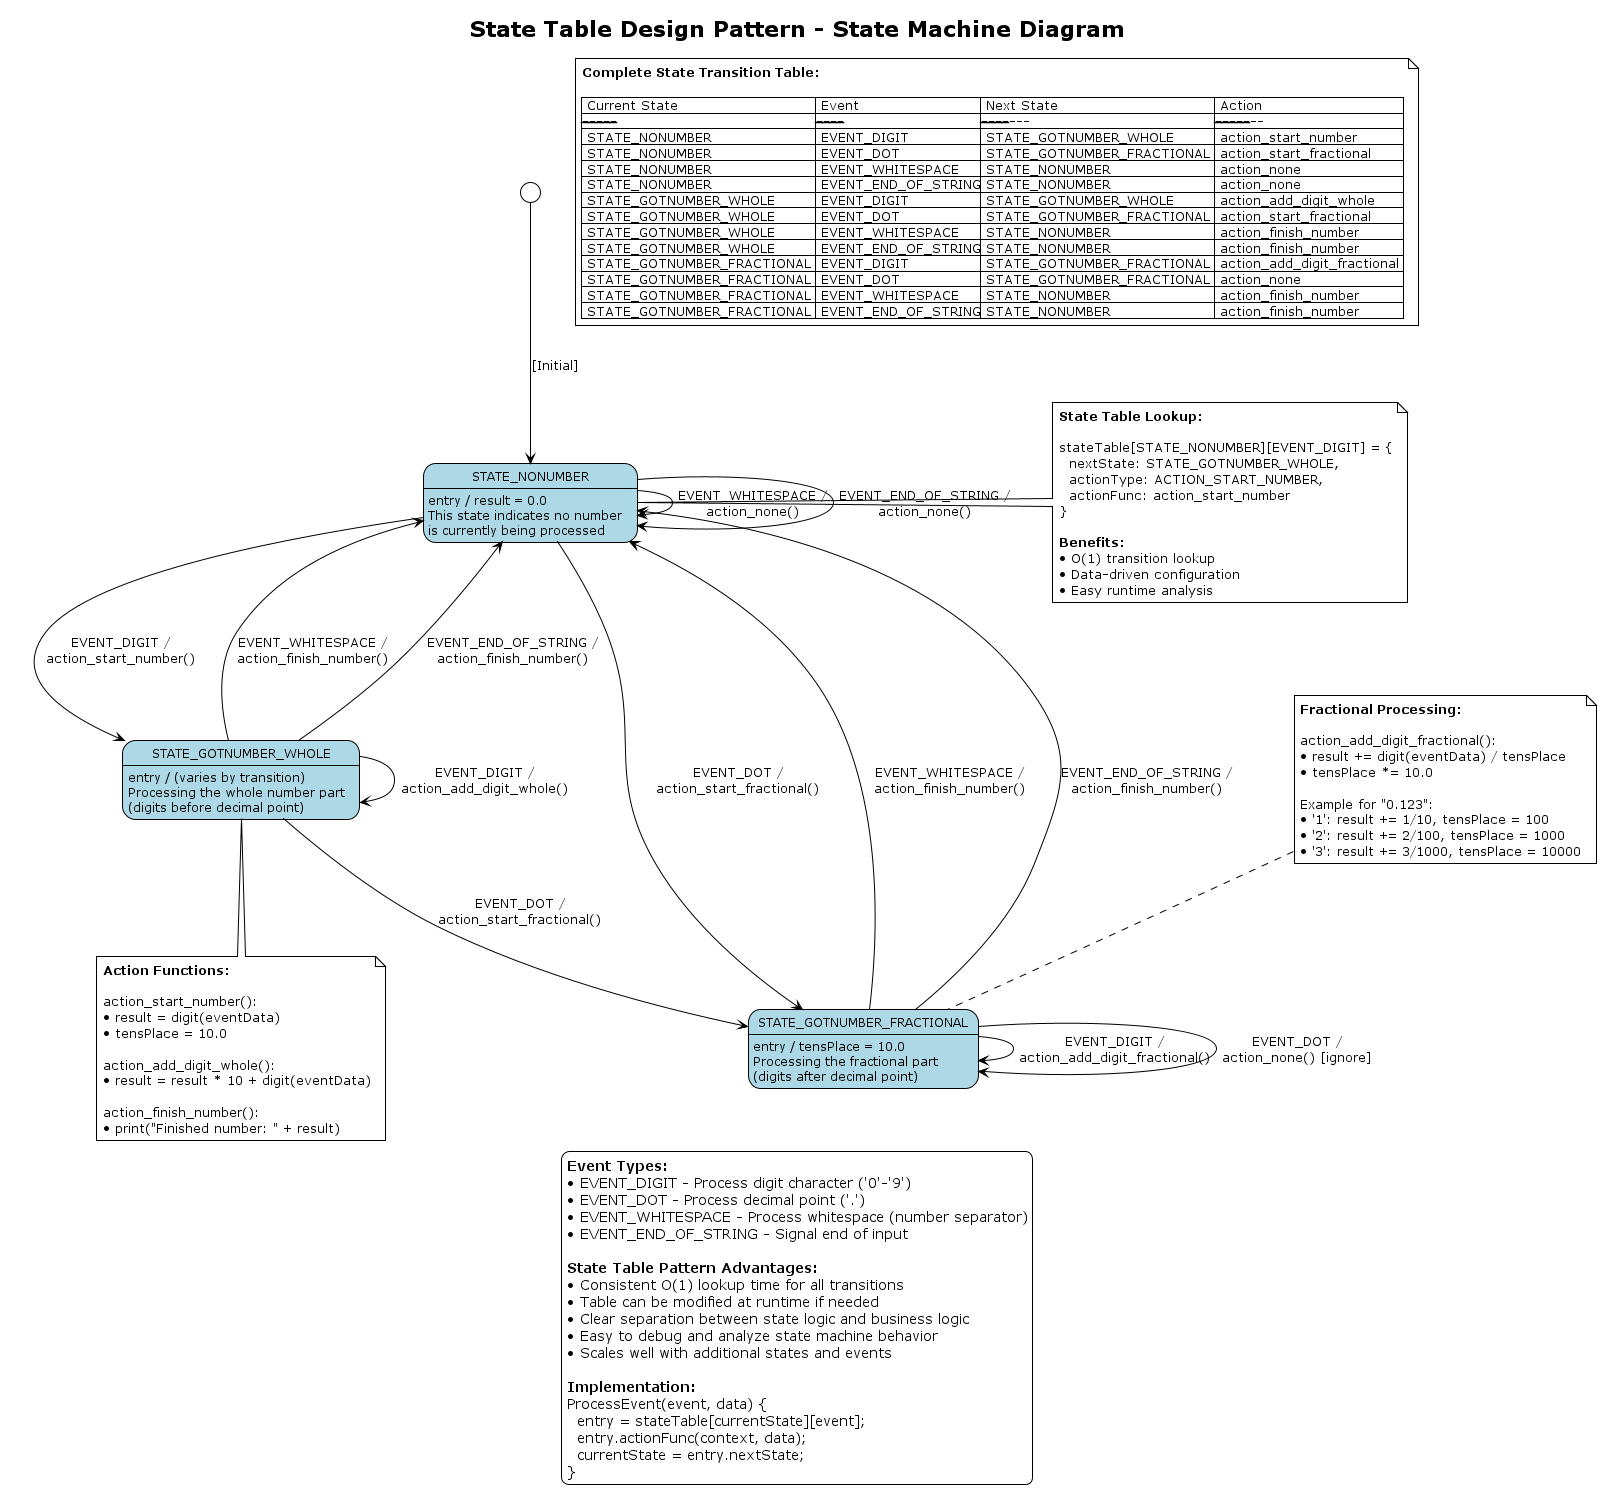 State Table Design Pattern - State Machine Diagram
Complete State Transition Table:
Current State Event Next State Action
----- ---- ------- -------
STATE_NONUMBER EVENT_DIGIT STATE_GOTNUMBER_WHOLE action_start_number
STATE_NONUMBER EVENT_DOT STATE_GOTNUMBER_FRACTIONAL action_start_fractional
STATE_NONUMBER EVENT_WHITESPACE STATE_NONUMBER action_none
STATE_NONUMBER EVENT_END_OF_STRING STATE_NONUMBER action_none
STATE_GOTNUMBER_WHOLE EVENT_DIGIT STATE_GOTNUMBER_WHOLE action_add_digit_whole
STATE_GOTNUMBER_WHOLE EVENT_DOT STATE_GOTNUMBER_FRACTIONAL action_start_fractional
STATE_GOTNUMBER_WHOLE EVENT_WHITESPACE STATE_NONUMBER action_finish_number
STATE_GOTNUMBER_WHOLE EVENT_END_OF_STRING STATE_NONUMBER action_finish_number
STATE_GOTNUMBER_FRACTIONAL EVENT_DIGIT STATE_GOTNUMBER_FRACTIONAL action_add_digit_fractional
STATE_GOTNUMBER_FRACTIONAL EVENT_DOT STATE_GOTNUMBER_FRACTIONAL action_none
STATE_GOTNUMBER_FRACTIONAL EVENT_WHITESPACE STATE_NONUMBER action_finish_number
STATE_GOTNUMBER_FRACTIONAL EVENT_END_OF_STRING STATE_NONUMBER action_finish_number
[Initial]
STATE_NONUMBER
entry / result = 0.0
This state indicates no number
is currently being processed
EVENT_WHITESPACE /
action_none()
EVENT_END_OF_STRING /
action_none()
State Table Lookup:
stateTable[STATE_NONUMBER][EVENT_DIGIT] = {
nextState: STATE_GOTNUMBER_WHOLE,
actionType: ACTION_START_NUMBER,
actionFunc: action_start_number
}
Benefits:
• O(1) transition lookup
• Data-driven configuration
• Easy runtime analysis
EVENT_DIGIT /
action_start_number()
EVENT_WHITESPACE /
action_finish_number()
EVENT_END_OF_STRING /
action_finish_number()
STATE_GOTNUMBER_WHOLE
entry / (varies by transition)
Processing the whole number part
(digits before decimal point)
EVENT_DIGIT /
action_add_digit_whole()
EVENT_DOT /
action_start_fractional()
EVENT_WHITESPACE /
action_finish_number()
EVENT_END_OF_STRING /
action_finish_number()
Fractional Processing:
action_add_digit_fractional():
• result += digit(eventData) / tensPlace
• tensPlace *= 10.0
Example for "0.123":
• '1': result += 1/10, tensPlace = 100
• '2': result += 2/100, tensPlace = 1000
• '3': result += 3/1000, tensPlace = 10000
EVENT_DOT /
action_start_fractional()
Action Functions:
action_start_number():
• result = digit(eventData)
• tensPlace = 10.0
action_add_digit_whole():
• result = result * 10 + digit(eventData)
action_finish_number():
• print("Finished number: " + result)
STATE_GOTNUMBER_FRACTIONAL
entry / tensPlace = 10.0
Processing the fractional part
(digits after decimal point)
EVENT_DIGIT /
action_add_digit_fractional()
EVENT_DOT /
action_none() [ignore]
Event Types:
• EVENT_DIGIT - Process digit character ('0'-'9')
• EVENT_DOT - Process decimal point ('.')
• EVENT_WHITESPACE - Process whitespace (number separator)
• EVENT_END_OF_STRING - Signal end of input
State Table Pattern Advantages:
• Consistent O(1) lookup time for all transitions
• Table can be modified at runtime if needed
• Clear separation between state logic and business logic
• Easy to debug and analyze state machine behavior
• Scales well with additional states and events
Implementation:
ProcessEvent(event, data) {
entry = stateTable[currentState][event];
entry.actionFunc(context, data);
currentState = entry.nextState;
}